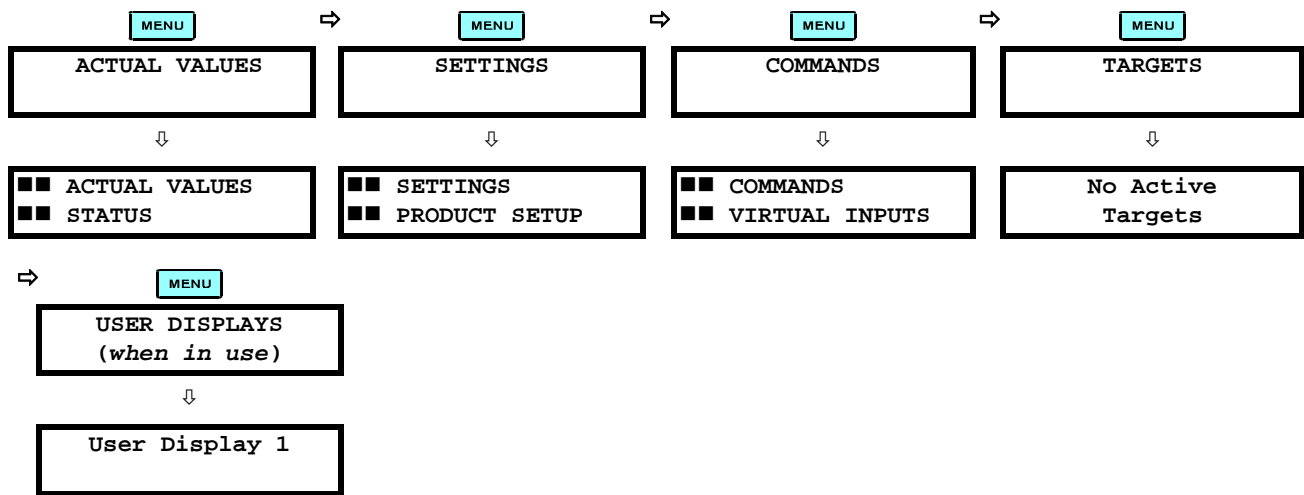 MENU
MENU
MENU
MENU
ACTUAL VALUES
SETTINGS
COMMANDS
TARGETS
ACTUAL VALUES
STATUS
SETTINGS
PRODUCT SETUP
COMMANDS
VIRTUAL INPUTS
No Active
Targets
MENU
USER DISPLAYS
(when in use)
User Display 1